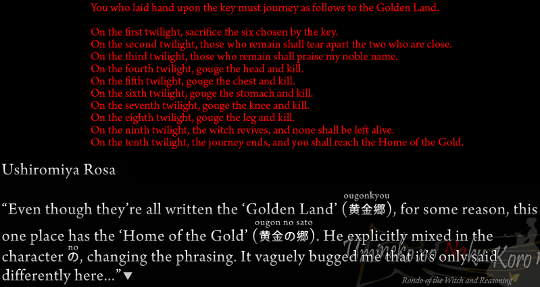 You who laid hand upon the key must journey as follows to the Golden Land.
On the first twilight, sacrifice the six chosen by the key.
On the second twilight, those who remain shall tear apart the two who are close.
On the third twilight, those who remain shall praise my noble name.
On the fourth twilight, gouge the head and kill.
On the fifth twilight, gouge the chest and kill.
On the sixth twilight, gouge the stomach and kill.
On the seventh twilight, gouge the knee and kill.
On the eighth twilight, gouge the leg and kill.
On the ninth twilight, the witch revives, and none shall be left alive.
On the tenth twilight, the journey ends, and you shall reach the Home of the Gold.
Ushiromiya Rosa
ougonkyou
“Even though they’re all written the ‘Golden Land’ (黄金郷), for some reason, this
ougon no sato
one place has the ‘Home of the Gold’ (黄金の郷). He explicitly mixed in the
no
character の, changing the phrasing. It vaguely bugged me that it’s only said
differently here...”▼
Umineko no Naku Koro
Rondo of the Witch and Reasoning